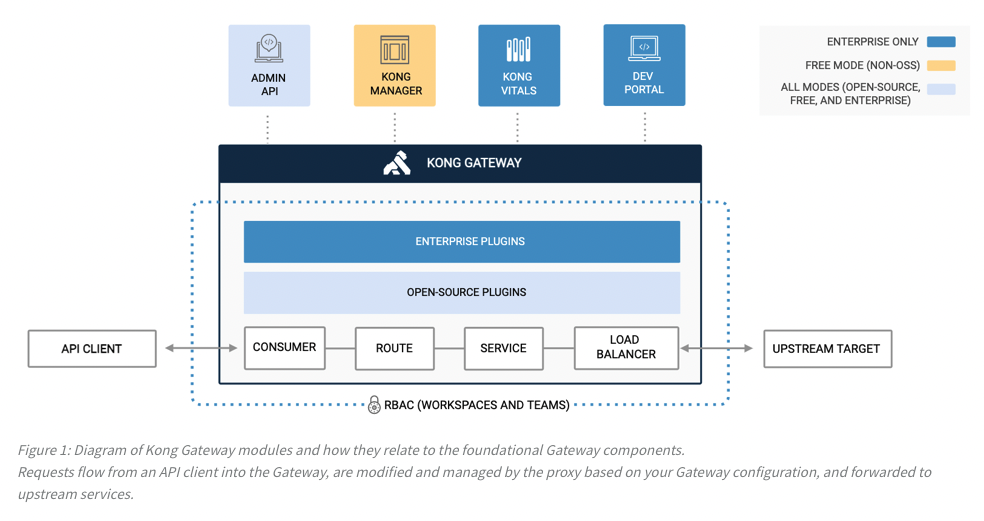 ADMIN
API
KONG
MANAGER
KONG
VITALS
DEV
PORTAL
ENTERPRISE ONLY
FREE MODE (NON-OSS)
ALL MODES (OPEN-SOURCE,
FREE, AND ENTERPRISE)
KONG GATEWAY
ENTERPRISE PLUGINS
OPEN-SOURCE PLUGINS
API CLIENT
CONSUMER
ROUTE
SERVICE
LOAD
BALANCER
UPSTREAM TARGET
RBAC (WORKSPACES AND TEAMS)
Figure 1: Diagram of Kong Gateway modules and how they relate to the foundational Gateway components.
Requests flow from an API client into the Gateway, are modified and managed by the proxy based on your Gateway configuration, and forwarded to
upstream services.